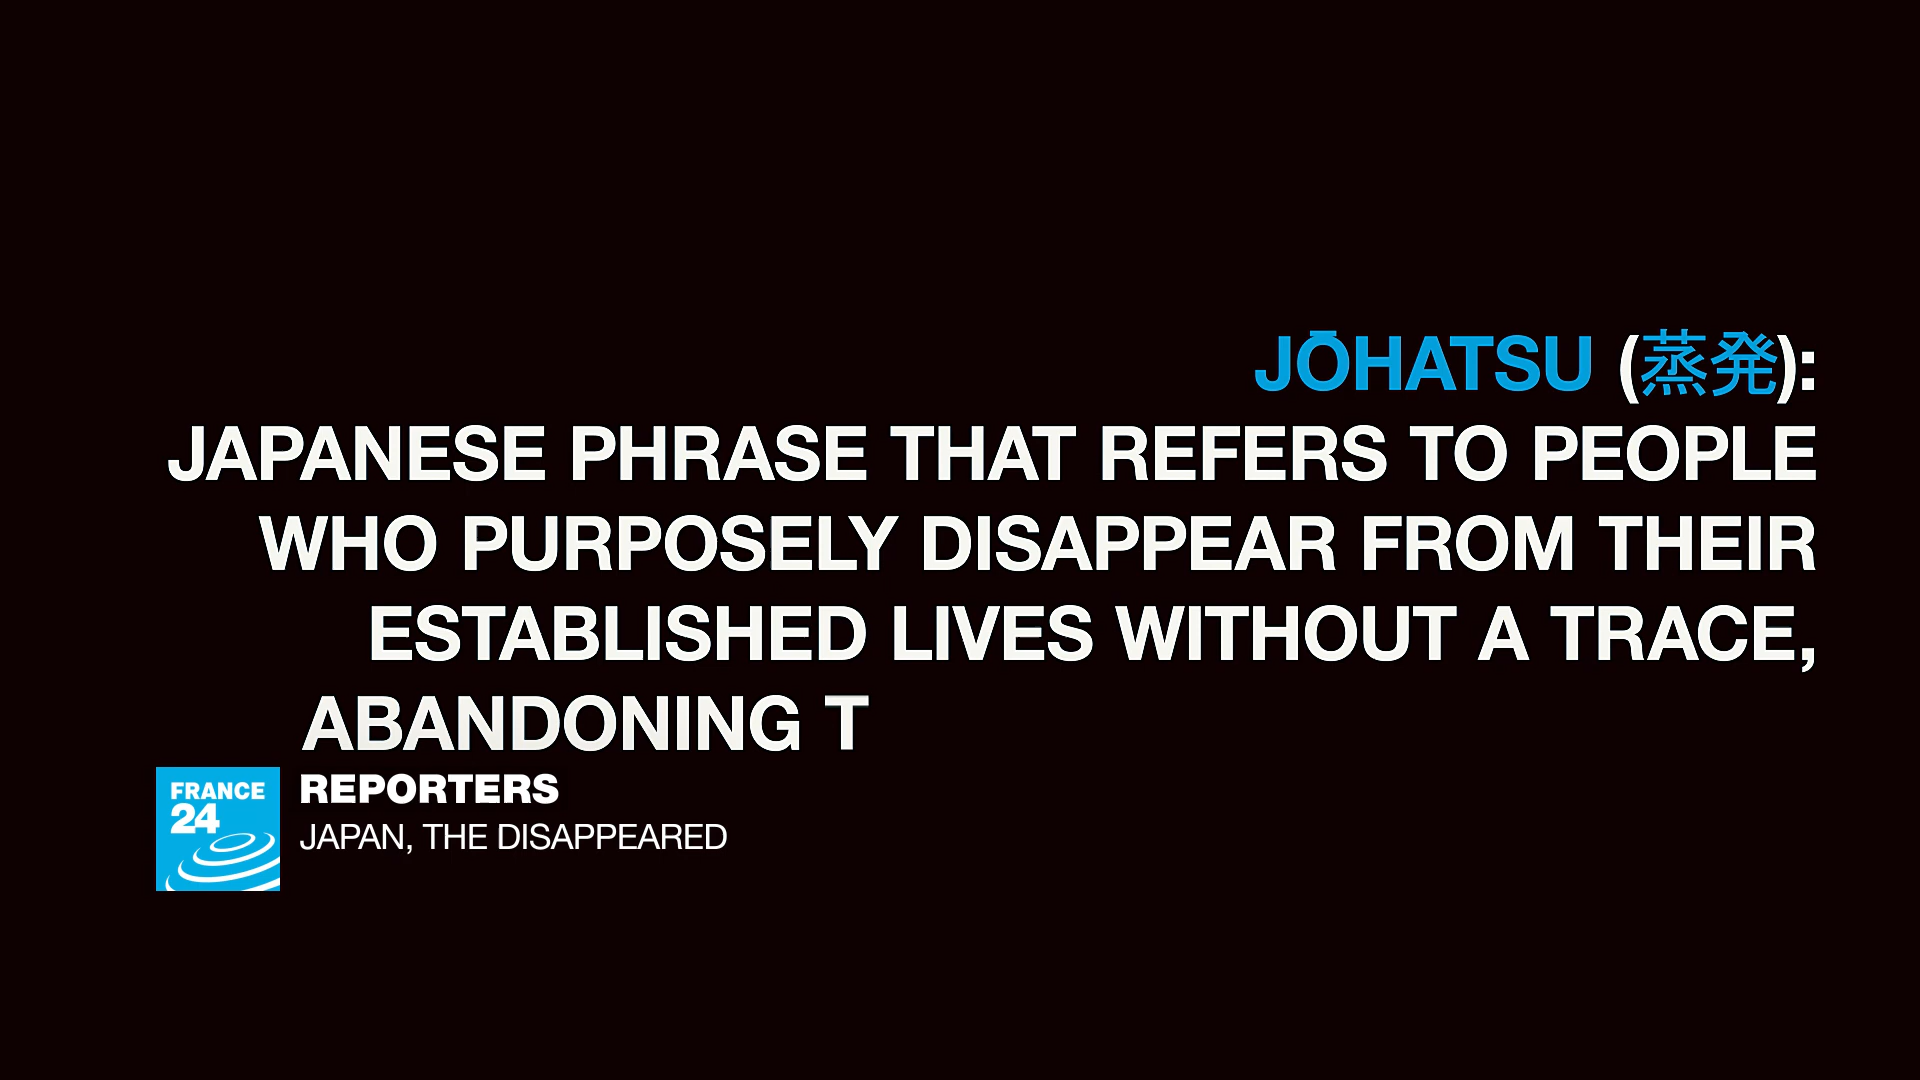 JŌHATSU (蒸発):
JAPANESE PHRASE THAT REFERS TO PEOPLE
WHO PURPOSELY DISAPPEAR FROM THEIR
ESTABLISHED LIVES WITHOUT A TRACE,
ABANDONING T
FRANCE
24
REPORTERS
JAPAN, THE DISAPPEARED